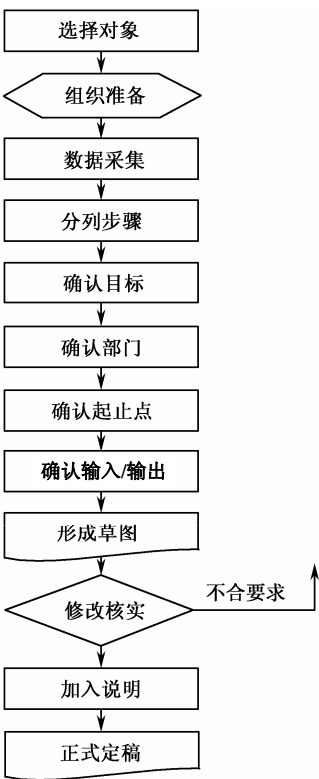 选择对象
组织准备
数据采集
分列步骤
确认目标
确认部门
确认起止点
确认输入/输出
形成草图
修改核实
不合要求
加入说明
正式定稿